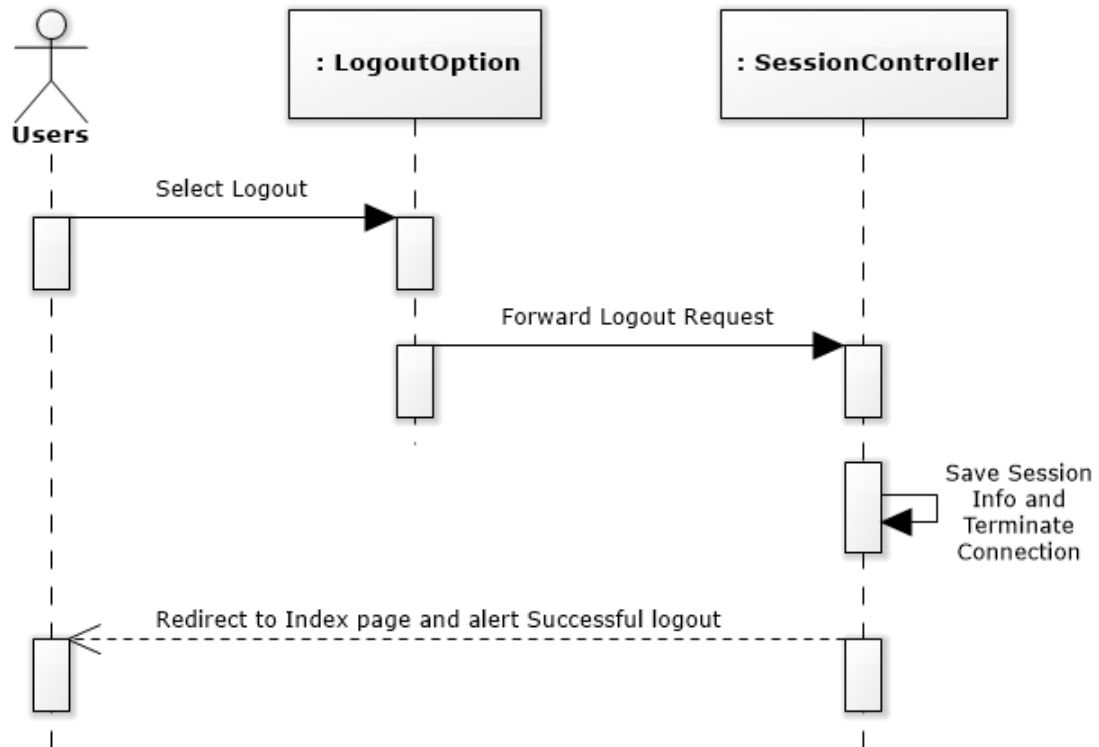 : LogoutOption
: SessionController
Users
Select Logout
Forward Logout Request
Save Session
Info and
Terminate
Connection
Redirect to Index page and alert Successful logout